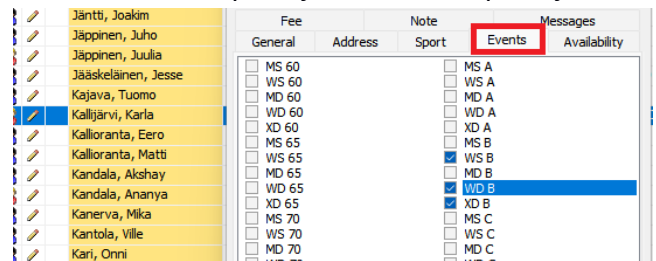 Jäntti, Joakim
Jäppinen, Juho
Jäppinen, Juulia
Jääskeläinen, Jesse
Kajava, Tuomo
Kallijärvi, Karla
Kallioranta, Eero
Kallioranta, Matti
Kandala, Akshay
Kandala, Ananya
Kanerva, Mika
Kantola, Ville
Kari, Onni
Fee Note Messages
General Address Sport Events Availability
MS 60
WS 60
MD 60
WD 60
XD 60
MS 65
WS 65
MD 65
WD 65
XD 65
MS 70
WS 70
MD 70
MS A
WS A
MD A
WD A
XD A
MS B
WS B
MD B
WD B
XD B
MS C
WS C
MD C